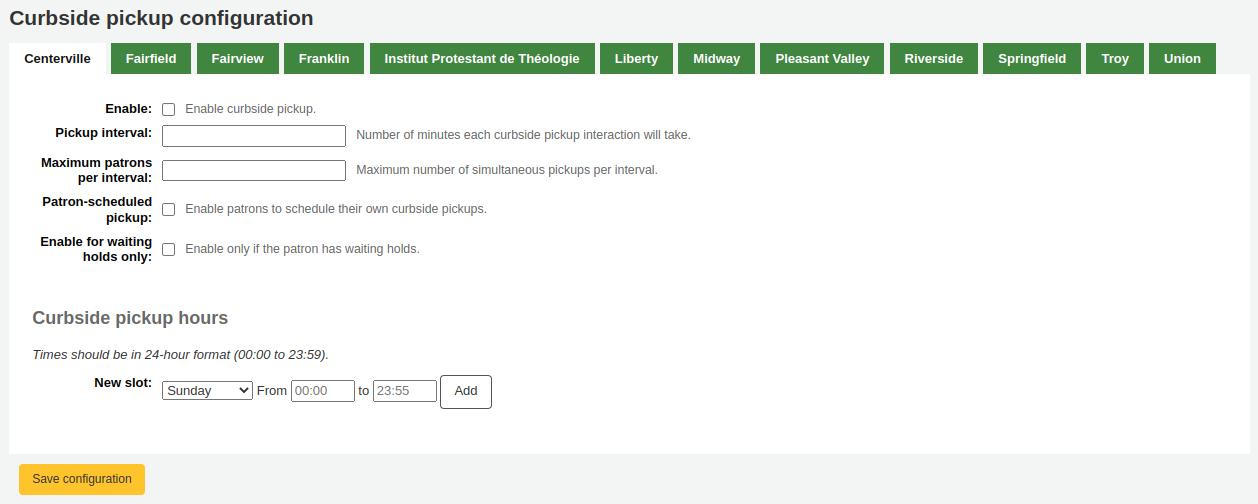 Curbside pickup configuration
Centerville Fairfield Fairview Franklin Institut Protestant de Théologie Liberty Midway Pleasant Valley Riverside Springfield Troy Union
Enable: Enable curbside pickup.
Pickup interval: Number of minutes each curbside pickup interaction will take.
Maximum patrons
per interval: Maximum number of simultaneous pickups per interval.
Patron-scheduled
pickup: Enable patrons to schedule their own curbside pickups.
Enable for waiting
holds only: Enable only if the patron has waiting holds.
Curbside pickup hours
Times should be in 24-hour format (00:00 to 23:59).
New slot: Sunday From 00:00 to 23:55 Add
Save configuration